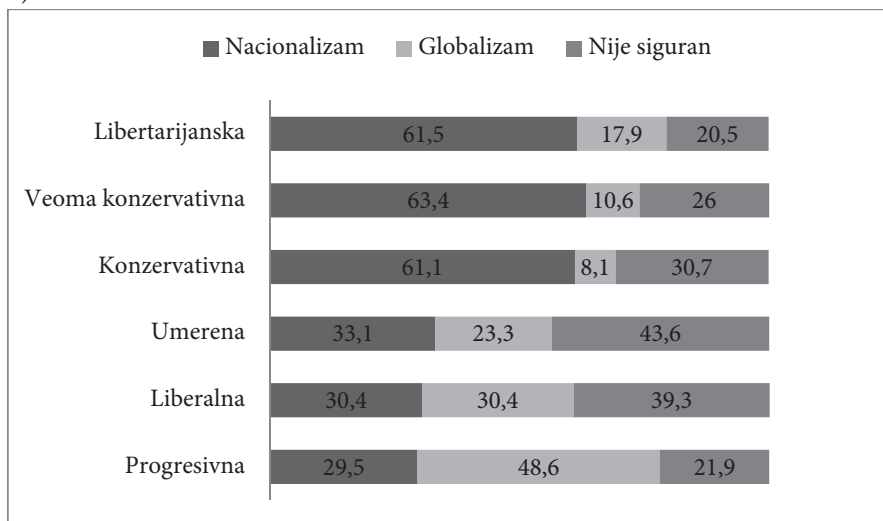 Nacionalizam Globalizam Nije siguran
Libertarijanska 61,5 17,9 20,5
Veoma konzervativna 63,4 10,6 26
Konzervativna 61,1 8,1 30,7
Umerena 33,1 23,3 43,6
Liberalna 30,4 30,4 39,3
Progresivna 29,5 48,6 21,9